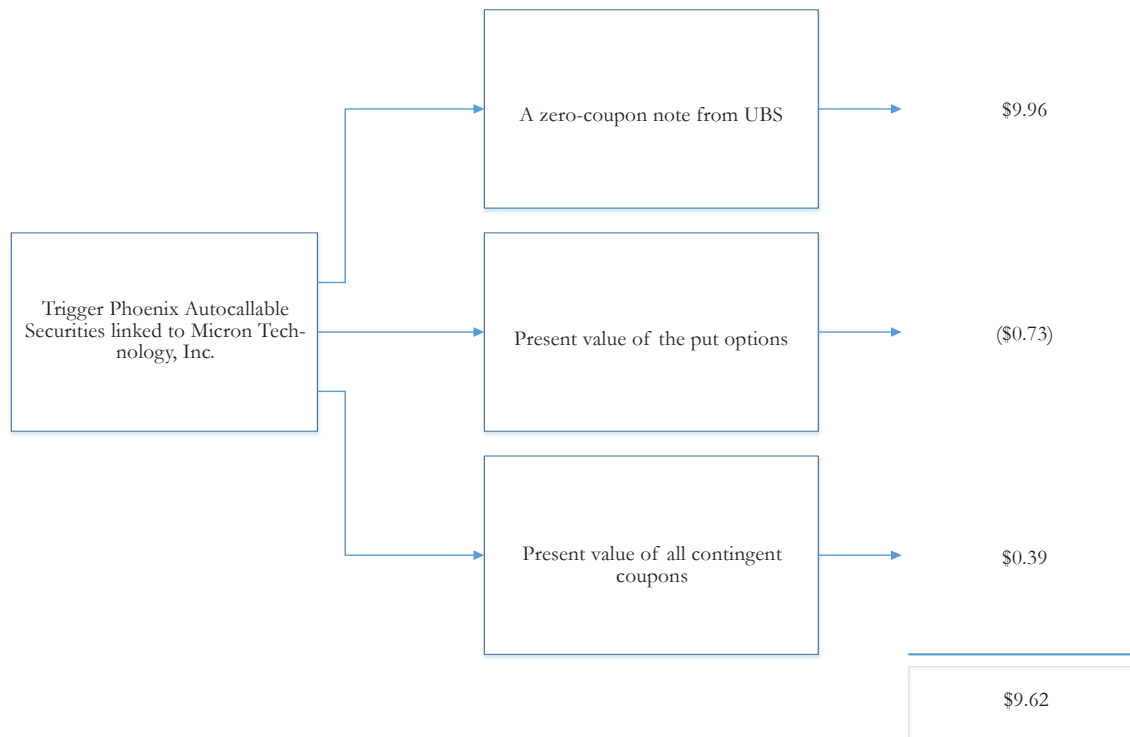 A zero-coupon note from UBS
$9.96
Trigger Phoenix Autocallable
Securities linked to Micron Tech-
nology, Inc.
Present value of the put options
($0.73)
Present value of all contingent
coupons
$0.39
$9.62